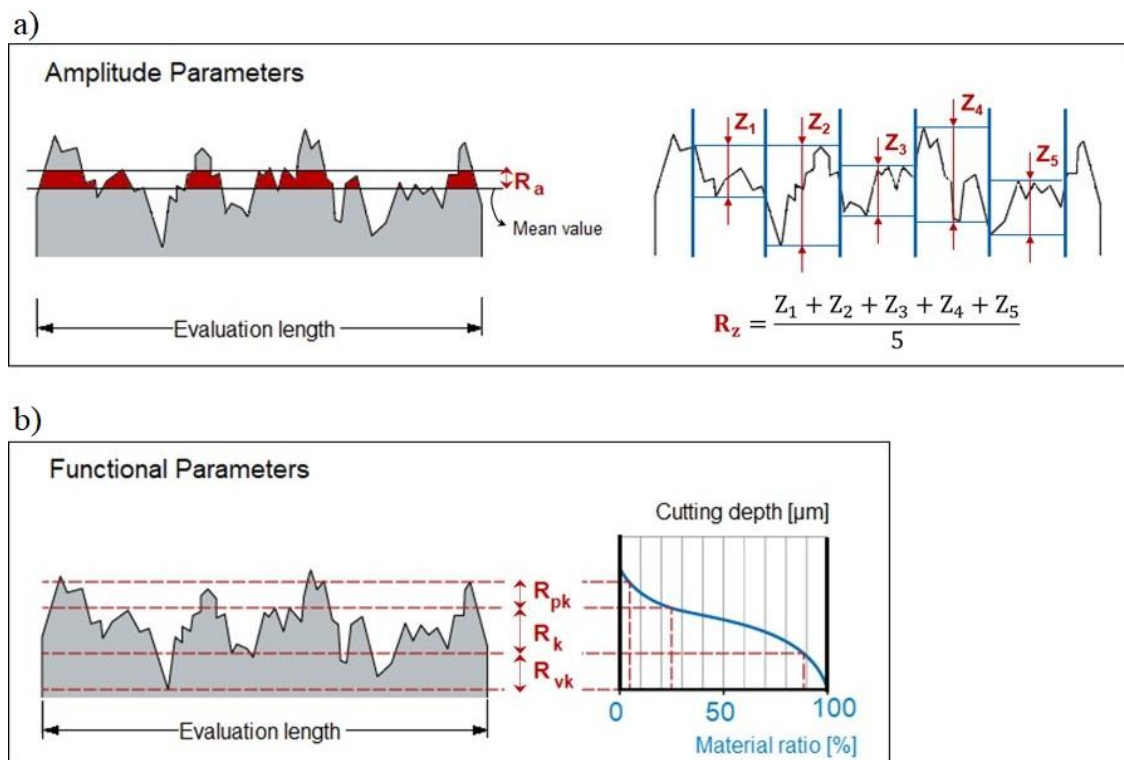 a)
Amplitude Parameters
R a
Mean value
Evaluation length
Z1
Z2
Z3
Z4
Z5
Rz = Z1 + Z2 + Z3 + Z4 + Z5
5
b)
Functional Parameters
Rpk
Rk
Rvk
Evaluation length
Cutting depth [µm]
0 50 100
Material ratio [%]